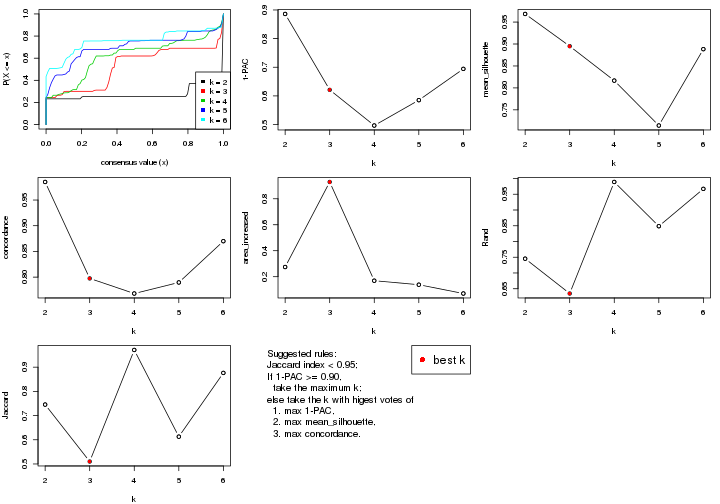 P(X <= x)
0.0 0.2 0.4 0.6 0.8 1.0
k = 2
k = 3
k = 4
k = 5
k = 6
0.0 0.2 0.4 0.6 0.8 1.0
consensus value (x)
1-PAC
0.5 0.6 0.7 0.8 0.9
2 3 4 5 6
k
mean_silhouette
0.75 0.80 0.85 0.90 0.95
2 3 4 5 6
k
concordance
0.80 0.85 0.90 0.95
2 3 4 5 6
k
area_increased
0.2 0.4 0.6 0.8
2 3 4 5 6
k
Rand
0.65 0.75 0.85 0.95
2 3 4 5 6
k
Jaccard
0.5 0.6 0.7 0.8 0.9
2 3 4 5 6
k
Suggested rules:
Jaccard index < 0.95;
If 1-PAC >= 0.90,
take the maximum k;
else take the k with higest votes of
1. max 1-PAC,
2. max mean_silhouette,
3. max concordance.
best k